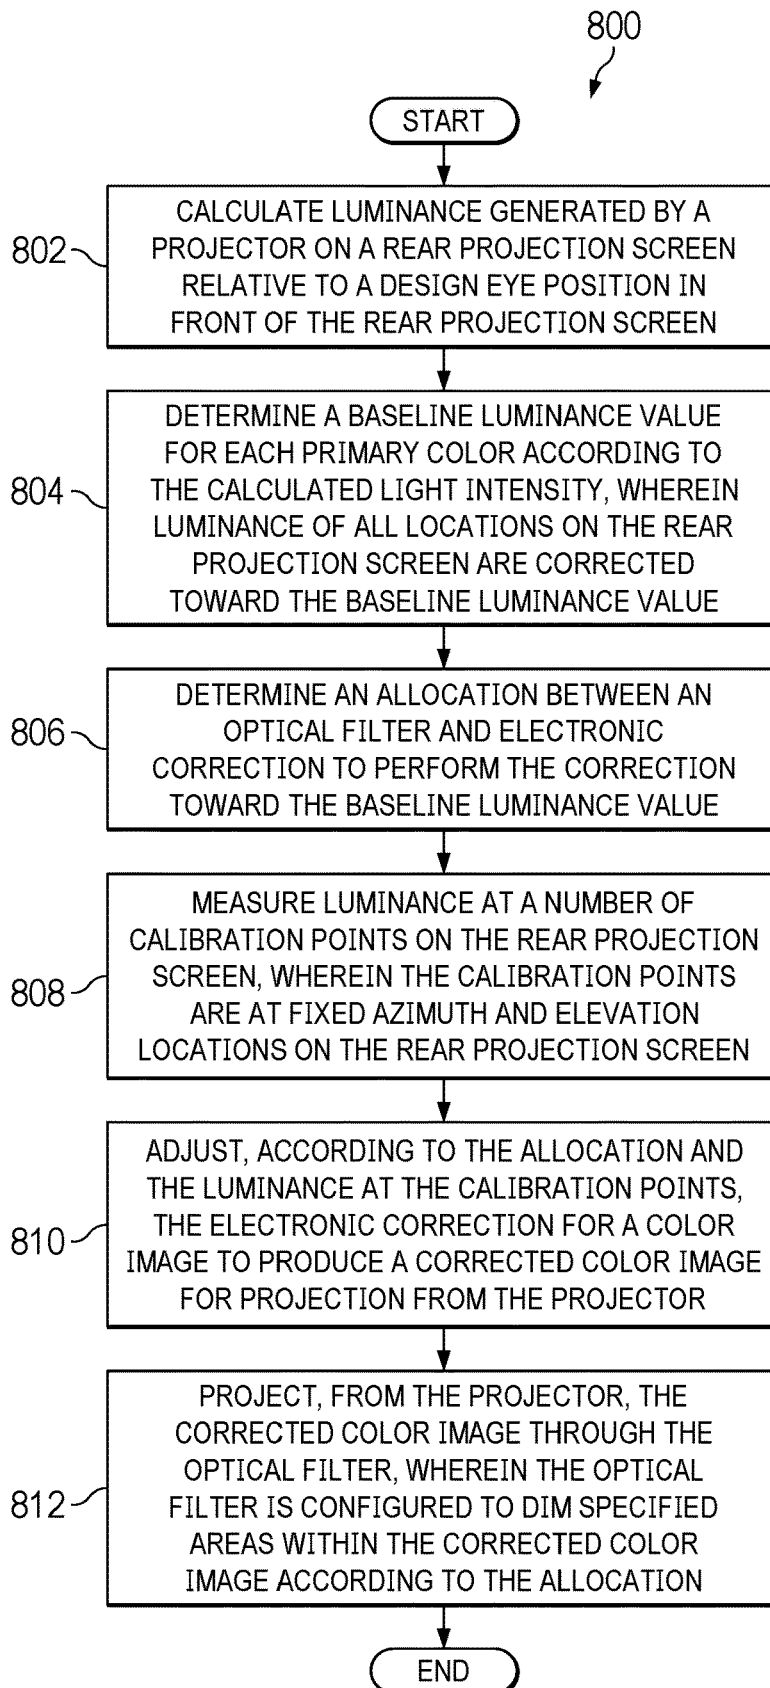 800
START
802
CALCULATE LUMINANCE GENERATED BY A
PROJECTOR ON A REAR PROJECTION SCREEN
RELATIVE TO A DESIGN EYE POSITION IN
FRONT OF THE REAR PROJECTION SCREEN
804
DETERMINE A BASELINE LUMINANCE VALUE
FOR EACH PRIMARY COLOR ACCORDING TO
THE CALCULATED LIGHT INTENSITY, WHEREIN
LUMINANCE OF ALL LOCATIONS ON THE REAR
PROJECTION SCREEN ARE CORRECTED
TOWARD THE BASELINE LUMINANCE VALUE
806
DETERMINE AN ALLOCATION BETWEEN AN
OPTICAL FILTER AND ELECTRONIC
CORRECTION TO PERFORM THE CORRECTION
TOWARD THE BASELINE LUMINANCE VALUE
808
MEASURE LUMINANCE AT A NUMBER OF
CALIBRATION POINTS ON THE REAR PROJECTION
SCREEN, WHEREIN THE CALIBRATION POINTS
ARE AT FIXED AZIMUTH AND ELEVATION
LOCATIONS ON THE REAR PROJECTION SCREEN
810
ADJUST, ACCORDING TO THE ALLOCATION AND
THE LUMINANCE AT THE CALIBRATION POINTS,
THE ELECTRONIC CORRECTION FOR A COLOR
IMAGE TO PRODUCE A CORRECTED COLOR IMAGE
FOR PROJECTION FROM THE PROJECTOR
812
PROJECT, FROM THE PROJECTOR, THE
CORRECTED COLOR IMAGE THROUGH THE
OPTICAL FILTER, WHEREIN THE OPTICAL
FILTER IS CONFIGURED TO DIM SPECIFIED
AREAS WITHIN THE CORRECTED COLOR
IMAGE ACCORDING TO THE ALLOCATION
END